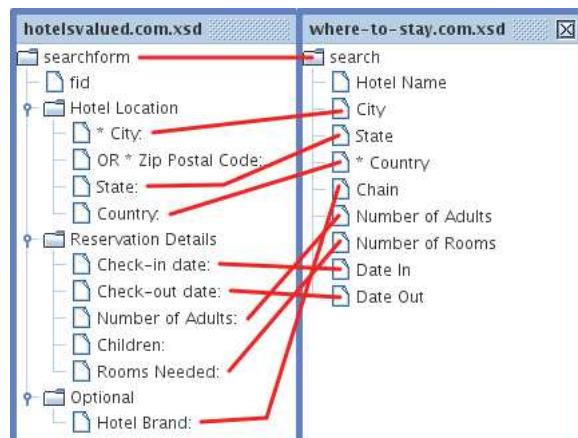 hotelsvalued.com.xsd
searchform
fid
Hotel Location
* City:
OR * Zip Postal Code:
State:
Country:
Reservation Details
Check-in date:
Check-out date:
Number of Adults:
Children:
Rooms Needed:
Optional
Hotel Brand:
where-to-stay.com.xsd
search
Hotel Name
City
State
* Country
Chain
Number of Adults
Number of Rooms
Date In
Date Out